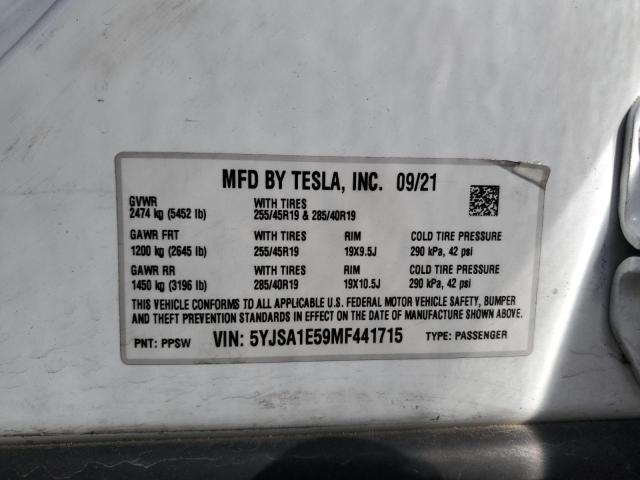 MFD BY TESLA, INC. 09/21
GVWR WITH TIRES
2474 kg (5452 lb) 255/45R19 & 285/40R19
GAWR FRT WITH TIRES RIM COLD TIRE PRESSURE
1200 kg (2645 lb) 255/45R19 19X9.5J 290 kPa, 42 psi
GAWR RR WITH TIRES RIM COLD TIRE PRESSURE
1450 kg (3196 lb) 285/40R19 19X10.5J 290 kPa, 42 psi
THIS VEHICLE CONFORMS TO ALL APPLICABLE U.S. FEDERAL MOTOR VEHICLE SAFETY, BUMPER
AND THEFT PREVENTION STANDARDS IN EFFECT ON THE DATE OF MANUFACTURE SHOWN ABOVE.
PNT: PPSW VIN: 5YJSA1E59MF441715 TYPE: PASSENGER